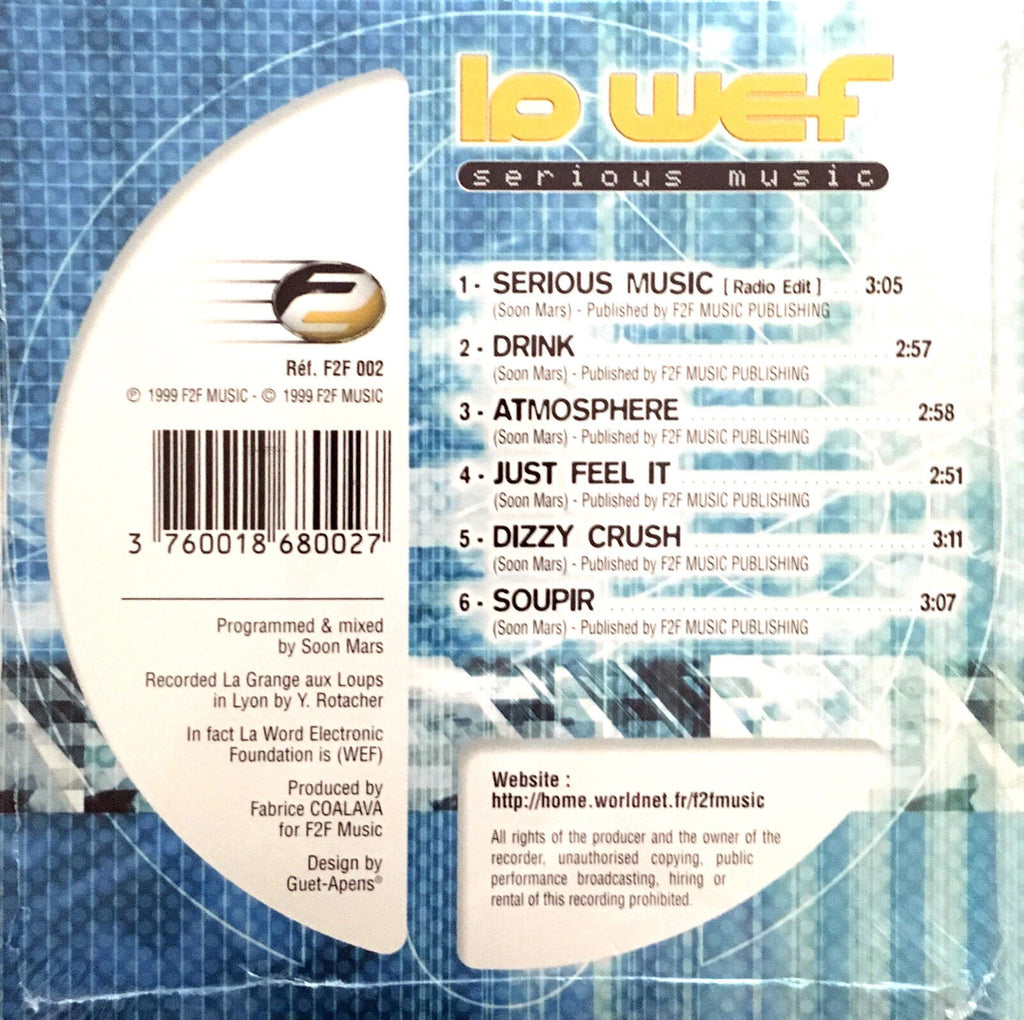 la wef
serious music
1 - SERIOUS MUSIC [ Radio Edit ] ... 3:05
(Soon Mars) - Published by F2F MUSIC PUBLISHING
2 - DRINK ........ 2:57
(Soon Mars) - Published by F2F MUSIC PUBLISHING
3 - ATMOSPHERE ........ 2:58
(Soon Mars) - Published by F2F MUSIC PUBLISHING
4 - JUST FEEL IT ........ 2:51
(Soon Mars) - Published by F2F MUSIC PUBLISHING
5 - DIZZY CRUSH ........ 3:11
(Soon Mars) - Published by F2F MUSIC PUBLISHING
6 - SOUPIR ........ 3:07
(Soon Mars) - Published by F2F MUSIC PUBLISHING
F2F
Réf. F2F 002
℗ 1999 F2F MUSIC - © 1999 F2F MUSIC
3 760018 680027
Programmed & mixed
by Soon Mars
Recorded La Grange aux Loups
in Lyon by Y. Rotacher
In fact La Word Electronic
Foundation is (WEF)
Produced by
Fabrice COALAVA
for F2F Music
Design by
Guet-Apens®
Website :
http://home.worldnet.fr/f2fmusic
All rights of the producer and the owner of the
recorder, unauthorised copying, public
performance broadcasting, hiring or
rental of this recording prohibited.